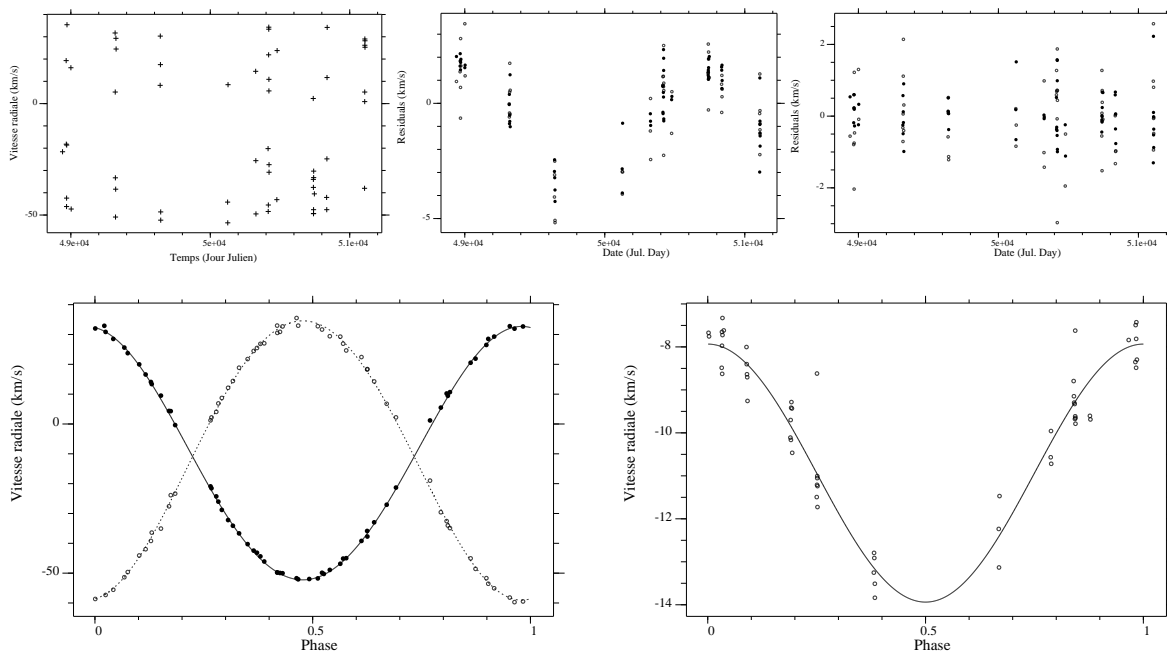 Vitesse radiale (km/s)
0
-50
4.9e+04
5e+04
5.1e+04
Temps (Jour Julien)
Residuals (km/s)
0
-5
4.9e+04
5e+04
5.1e+04
Date (Jul. Day)
Residuals (km/s)
2
0
-2
4.9e+04
5e+04
5.1e+04
Date (Jul. Day)
Vitesse radiale (km/s)
0
-50
0
0.5
1
Phase
Vitesse radiale (km/s)
-8
-10
-12
-14
0
0.5
1
Phase